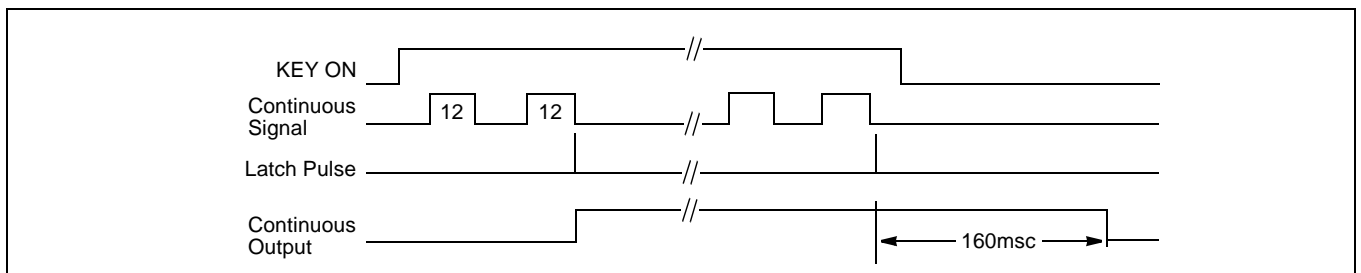 KEY ON
Continuous
Signal
12
12
Latch Pulse
Continuous
Output
160msc